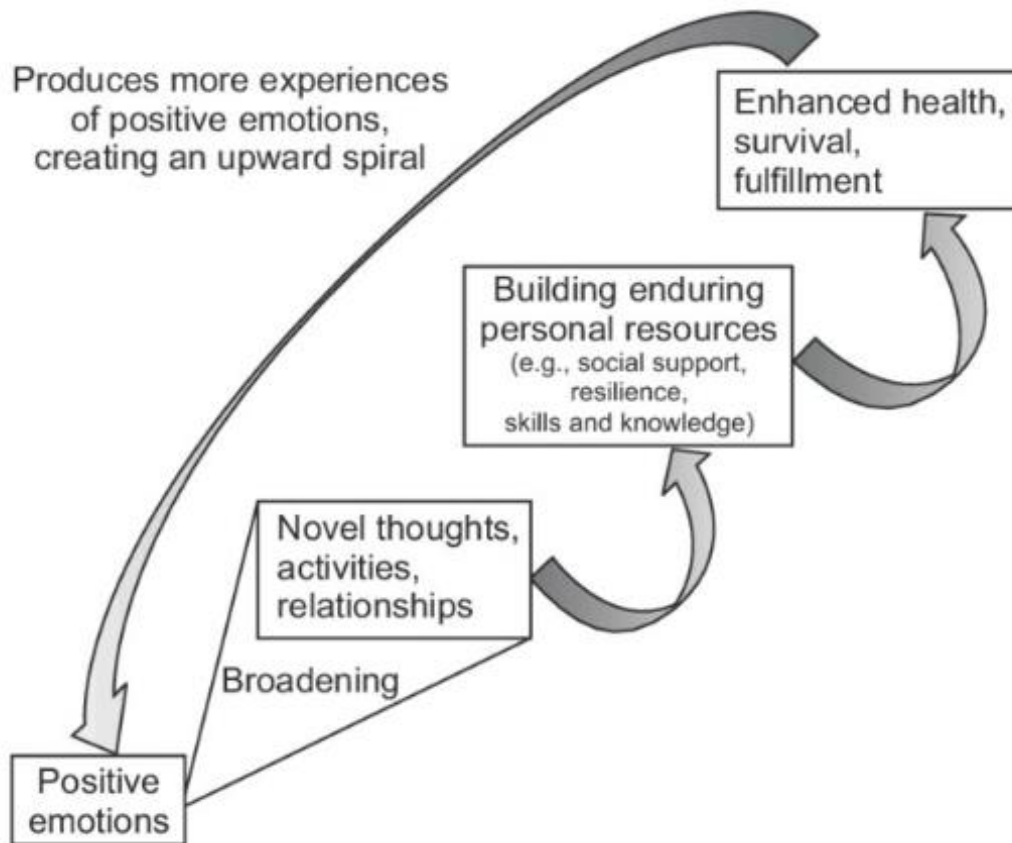 Produces more experiences
of positive emotions,
creating an upward spiral
Enhanced health,
survival,
fulfillment
Building enduring
personal resources
(e.g., social support,
resilience,
skills and knowledge)
Novel thoughts,
activities,
relationships
Broadening
Positive
emotions